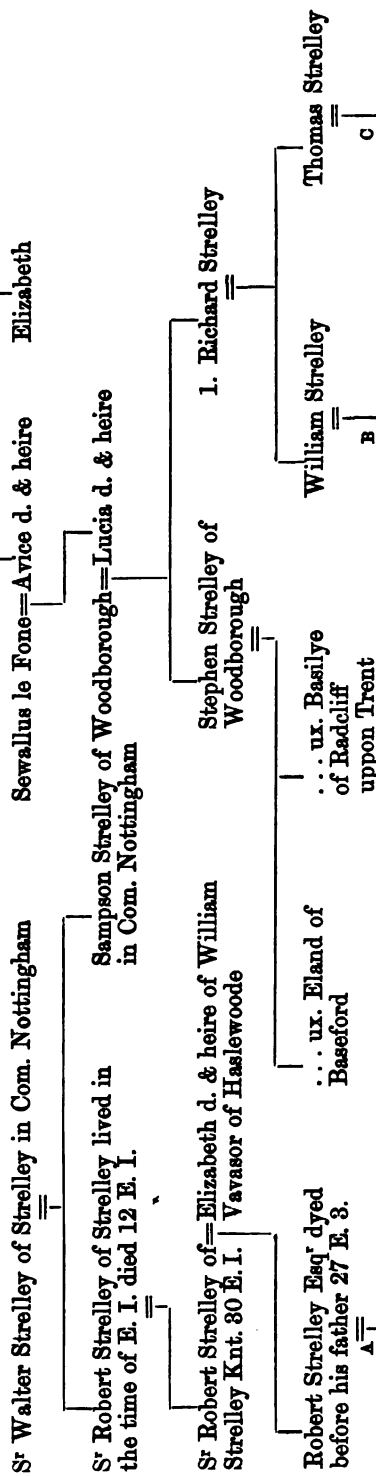 Sr Walter Strelley of Strelley in Com. Nottingham
Sewallus le Fone=Avice d. & heire
Elizabeth
Sr Robert Strelley of Strelley lived in
the time of E. I. died 12 E. I.
Sampson Strelley of Woodborough=Lucia d. & heire
in Com. Nottingham
Sr Robert Strelley of=Elizabeth d. & heire of William
Strelley Knt. 30 E. I. Vavasor of Haslewoode
Stephen Strelley of
Woodborough
1. Richard Strelley
Robert Strelley Esqr dyed
before his father 27 E. 3.
... ux. Eland of
Baseford
... ux. Basilye
of Radcliff
uppon Trent
William Strelley
Thomas Strelley
A
B
C